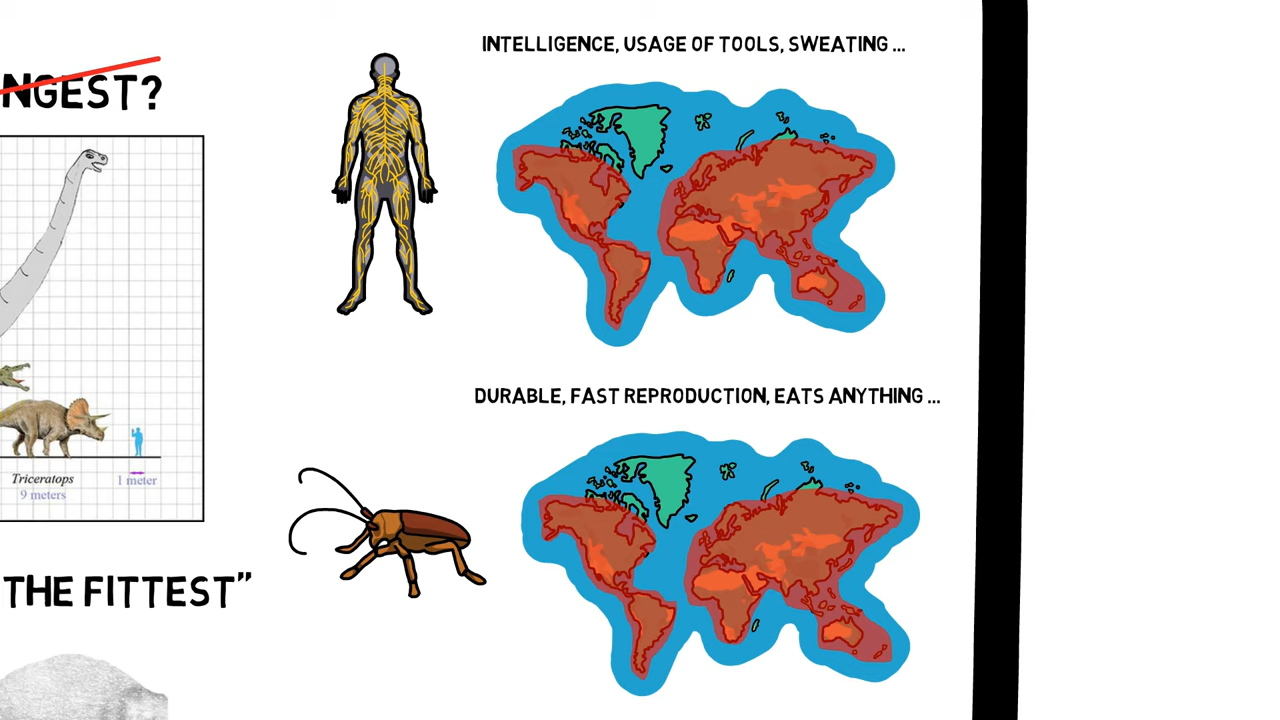 INTELLIGENCE, USAGE OF TOOLS, SWEATING ...
NGEST?
DURABLE, FAST REPRODUCTION, EATS ANYTHING ...
Triceratops
9 meters
1 meter
THE FITTEST”